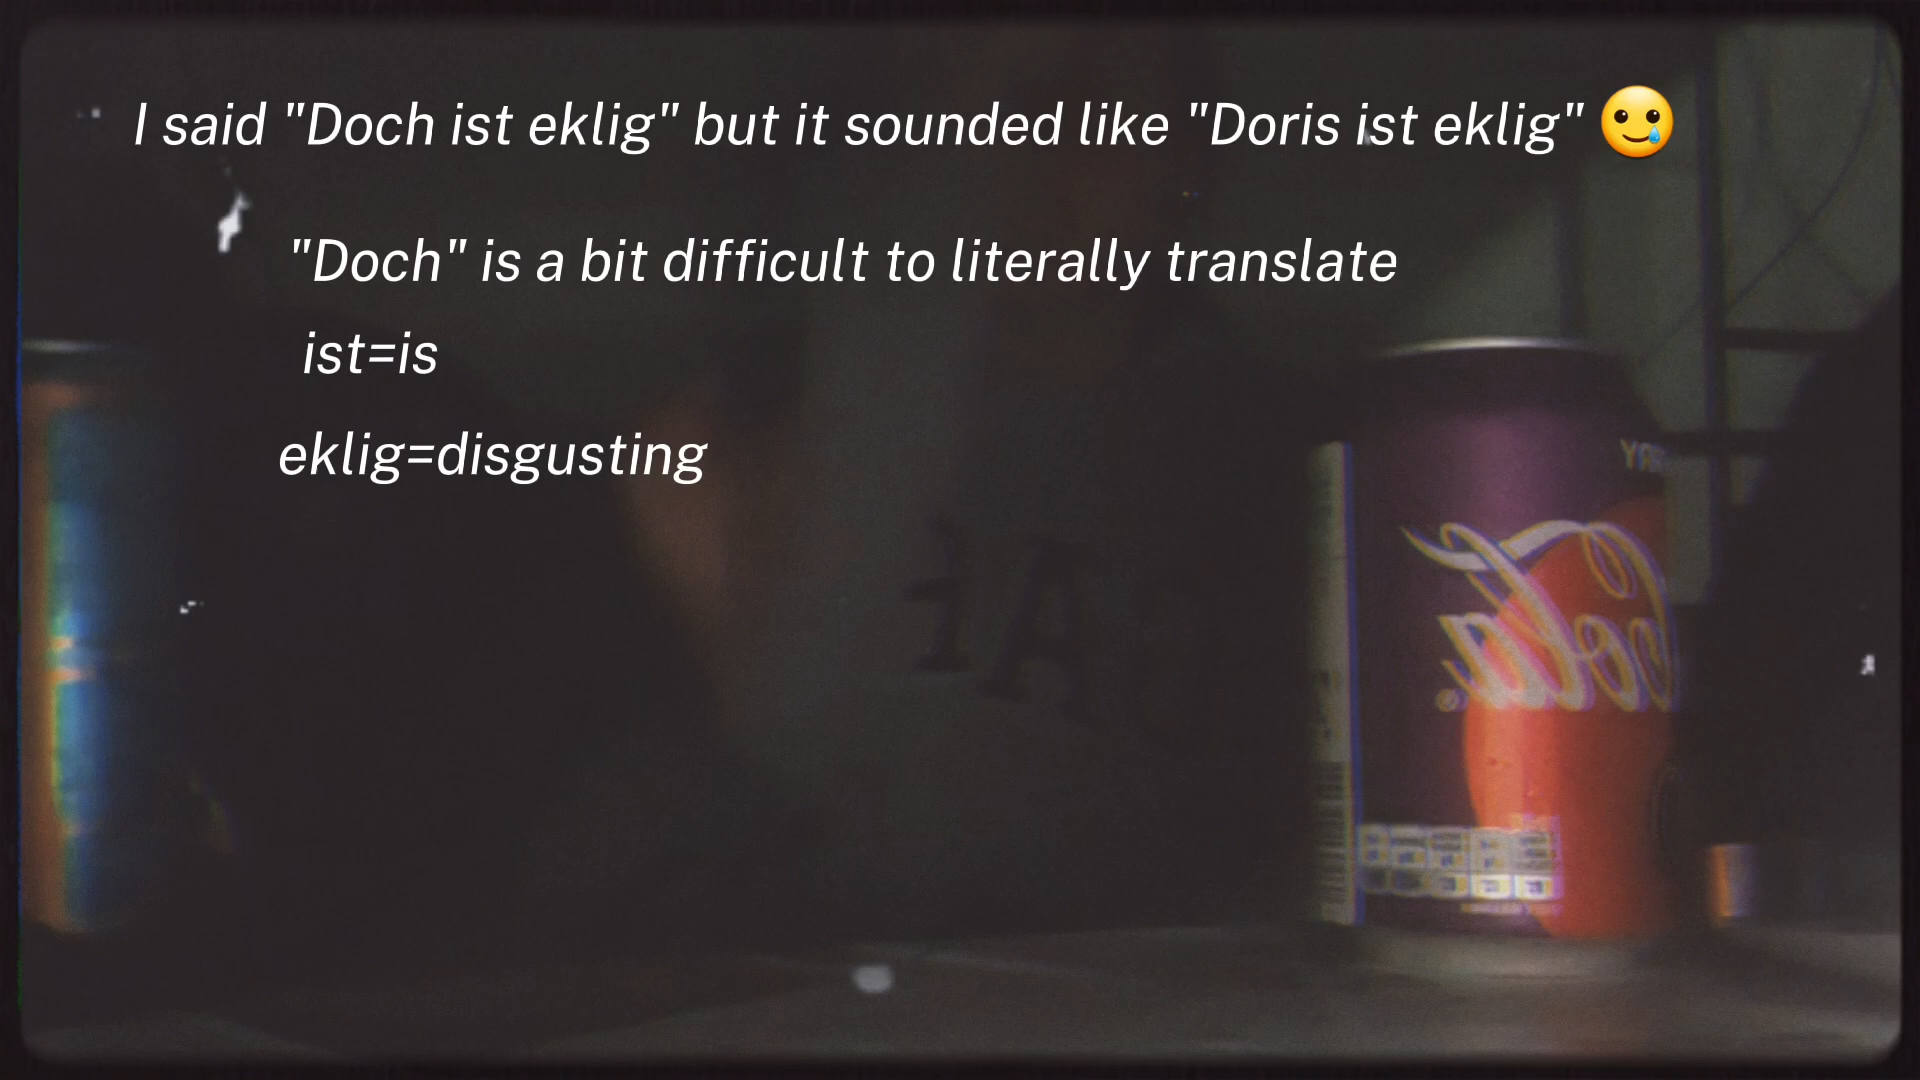 I said "Doch ist eklig" but it sounded like "Doris ist eklig" 🥲
"Doch" is a bit difficult to literally translate
ist=is
eklig=disgusting
Cola